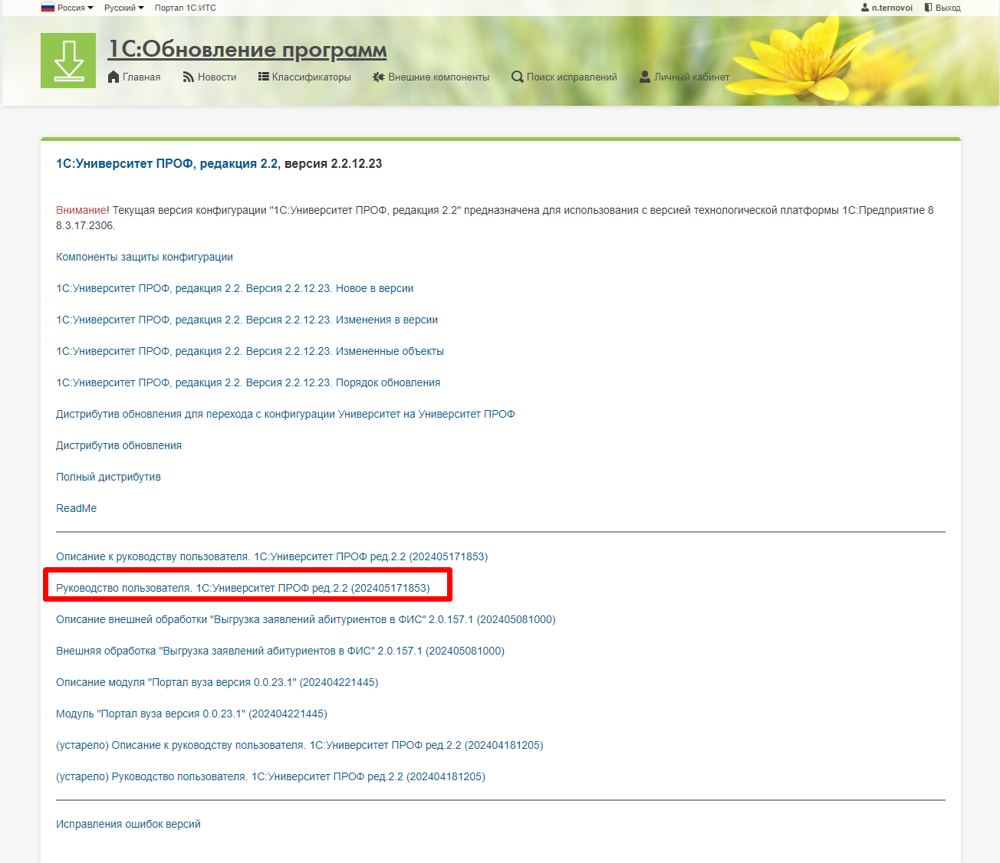 Россия
Русский
Портал 1С:ИТС
n.ternovoi
Выход
1С:Обновление программ
Главная
Новости
Классификаторы
Внешние компоненты
Поиск исправлений
Личный кабинет
1С:Университет ПРОФ, редакция 2.2, версия 2.2.12.23
Внимание! Текущая версия конфигурации "1С:Университет ПРОФ, редакция 2.2" предназначена для использования с версией технологической платформы 1С:Предприятие 8
8.3.17.2306.
Компоненты защиты конфигурации
1С:Университет ПРОФ, редакция 2.2. Версия 2.2.12.23. Новое в версии
1С:Университет ПРОФ, редакция 2.2. Версия 2.2.12.23. Изменения в версии
1С:Университет ПРОФ, редакция 2.2. Версия 2.2.12.23. Измененные объекты
1С:Университет ПРОФ, редакция 2.2. Версия 2.2.12.23. Порядок обновления
Дистрибутив обновления для перехода с конфигурации Университет на Университет ПРОФ
Дистрибутив обновления
Полный дистрибутив
ReadMe
Описание к руководству пользователя. 1С:Университет ПРОФ ред.2.2 (202405171853)
Руководство пользователя. 1С:Университет ПРОФ ред.2.2 (202405171853)
Описание внешней обработки "Выгрузка заявлений абитуриентов в ФИС" 2.0.157.1 (202405081000)
Внешняя обработка "Выгрузка заявлений абитуриентов в ФИС" 2.0.157.1 (202405081000)
Описание модуля "Портал вуза версия 0.0.23.1" (202404221445)
Модуль "Портал вуза версия 0.0.23.1" (202404221445)
(устарело) Описание к руководству пользователя. 1С:Университет ПРОФ ред.2.2 (202404181205)
(устарело) Руководство пользователя. 1С:Университет ПРОФ ред.2.2 (202404181205)
Исправления ошибок версий